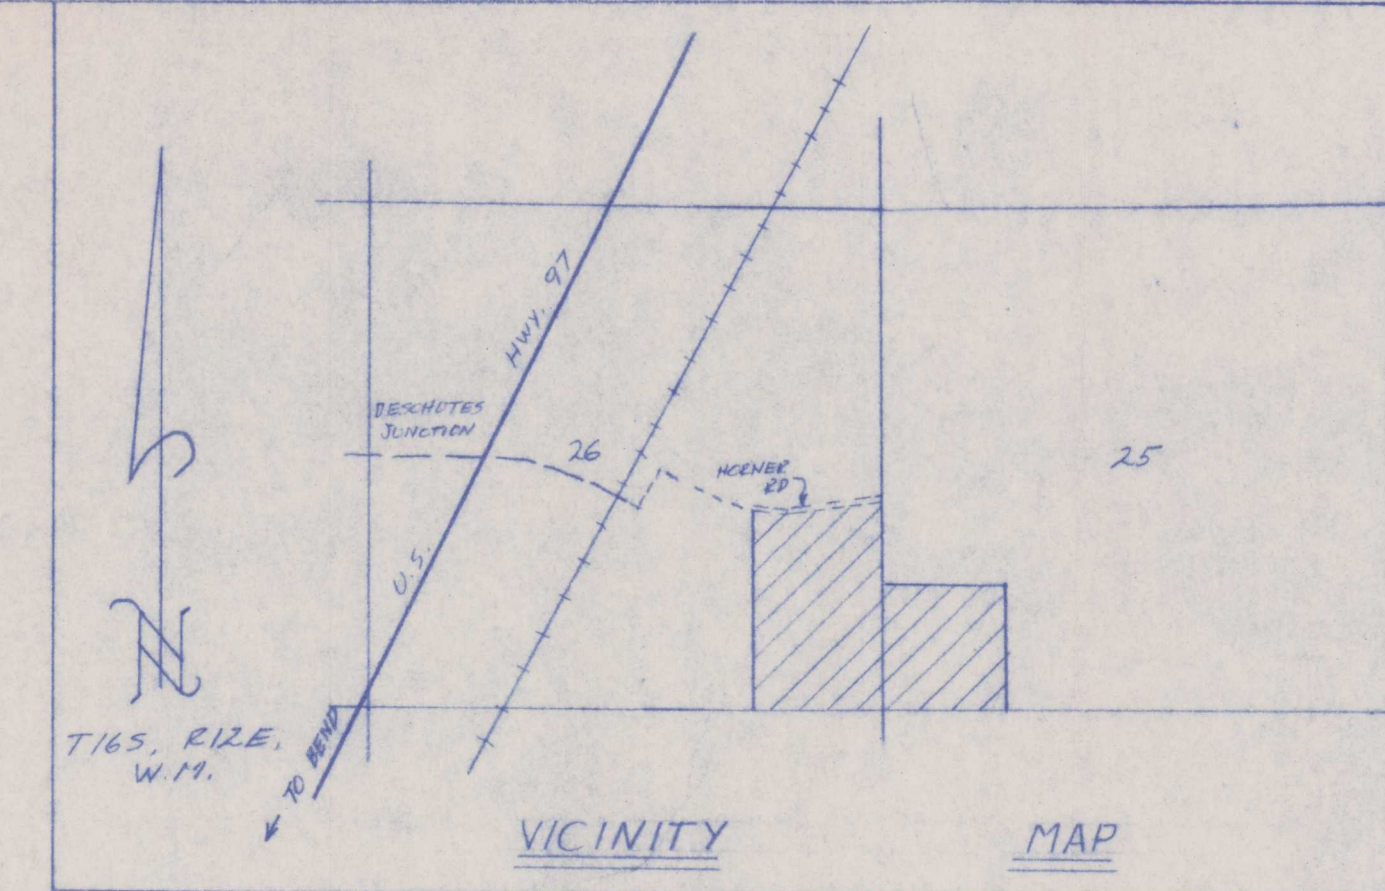 HWY. 97
DESCHUTES
JUNCTION
26
HORNER
RD
25
U.S.
N
T16S, R12E,
W.M.
TO BEND
VICINITY MAP